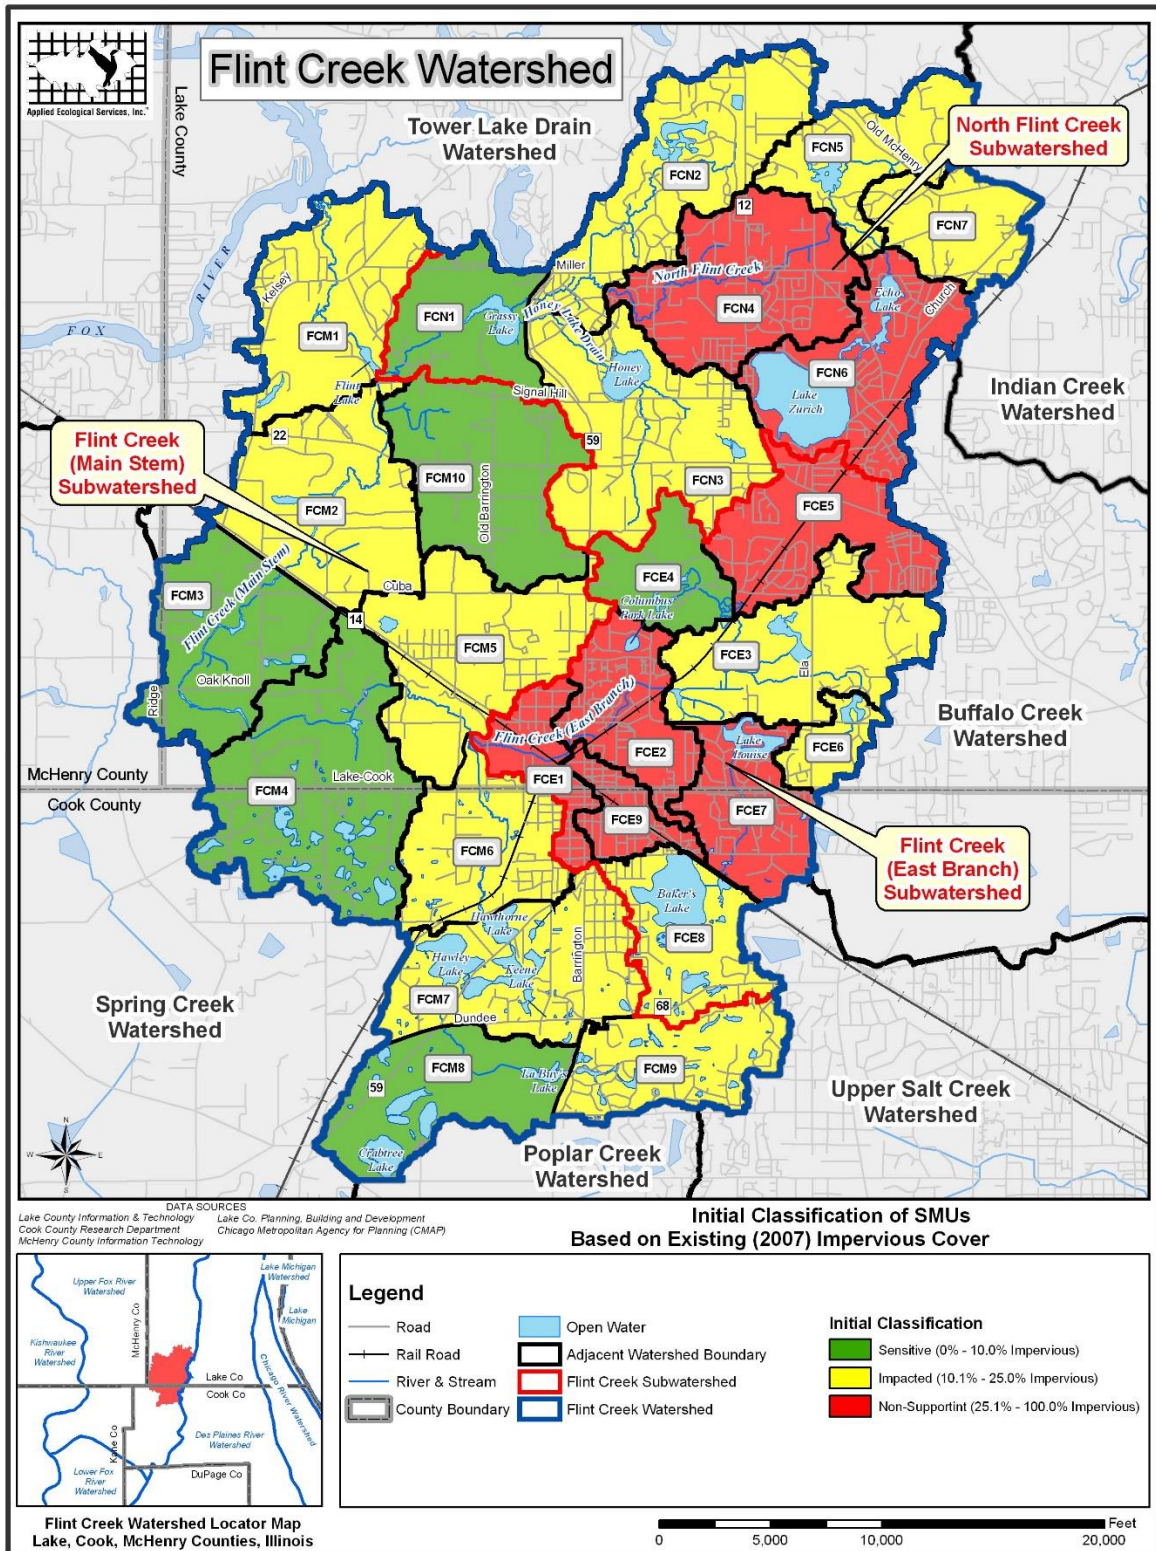 Applied Ecological Services, Inc.™
Flint Creek Watershed
Lake County
Tower Lake Drain
Watershed
North Flint Creek
Subwatershed
Old McHenry
FCN5
FCN2
FCN7
12
RIVER
FOX
Kelsey
Miller
North Flint Creek
FCN4
Echo
Lake
Church
FCM1
FCN1
Grassy
Lake
Honey Lake Drain
Honey
Lake
FCN6
Lake
Zurich
Indian Creek
Watershed
Flint
Lake
Signal Hill
22
59
Flint Creek
(Main Stem)
Subwatershed
FCM10
Old Barrington
FCN3
FCE5
FCM2
Cuba
FCE4
Columbus
Park Lake
FCM3
Flint Creek (Main Stem)
14
FCM5
FCE3
Ela
Oak Knoll
Ridge
Flint Creek (East Branch)
Buffalo Creek
Watershed
FCE2
Lake
Louise
FCE6
McHenry County
Cook County
Lake-Cook
FCM4
FCE1
FCE9
FCE7
Flint Creek
(East Branch)
Subwatershed
FCM6
Baker's
Lake
Hawthorne
Lake
FCE8
Barrington
Hawley
Lake
Keene
Lake
Spring Creek
Watershed
FCM7
Dundee
68
FCM8
La Buy's
Lake
FCM9
59
Upper Salt Creek
Watershed
Crabtree
Lake
Poplar Creek
Watershed
N
W E
S
DATA SOURCES
Lake County Information & Technology Lake Co. Planning, Building and Development
Cook County Research Department Chicago Metropolitan Agency for Planning (CMAP)
McHenry County Information Technology
Initial Classification of SMUs
Based on Existing (2007) Impervious Cover
Upper Fox River
Watershed
McHenry Co
Lake Michigan
Watershed
Lake
Michigan
Kishwaukee
River
Watershed
Lake Co
Cook Co
Chicago River Watershed
Kane Co
Des Plaines River
Watershed
Lower Fox
River
Watershed
DuPage Co
Flint Creek Watershed Locator Map
Lake, Cook, McHenry Counties, Illinois
Legend
Road
Rail Road
River & Stream
County Boundary
Open Water
Adjacent Watershed Boundary
Flint Creek Subwatershed
Flint Creek Watershed
Initial Classification
Sensitive (0% - 10.0% Impervious)
Impacted (10.1% - 25.0% Impervious)
Non-Supportint (25.1% - 100.0% Impervious)
Feet
0 5,000 10,000 20,000